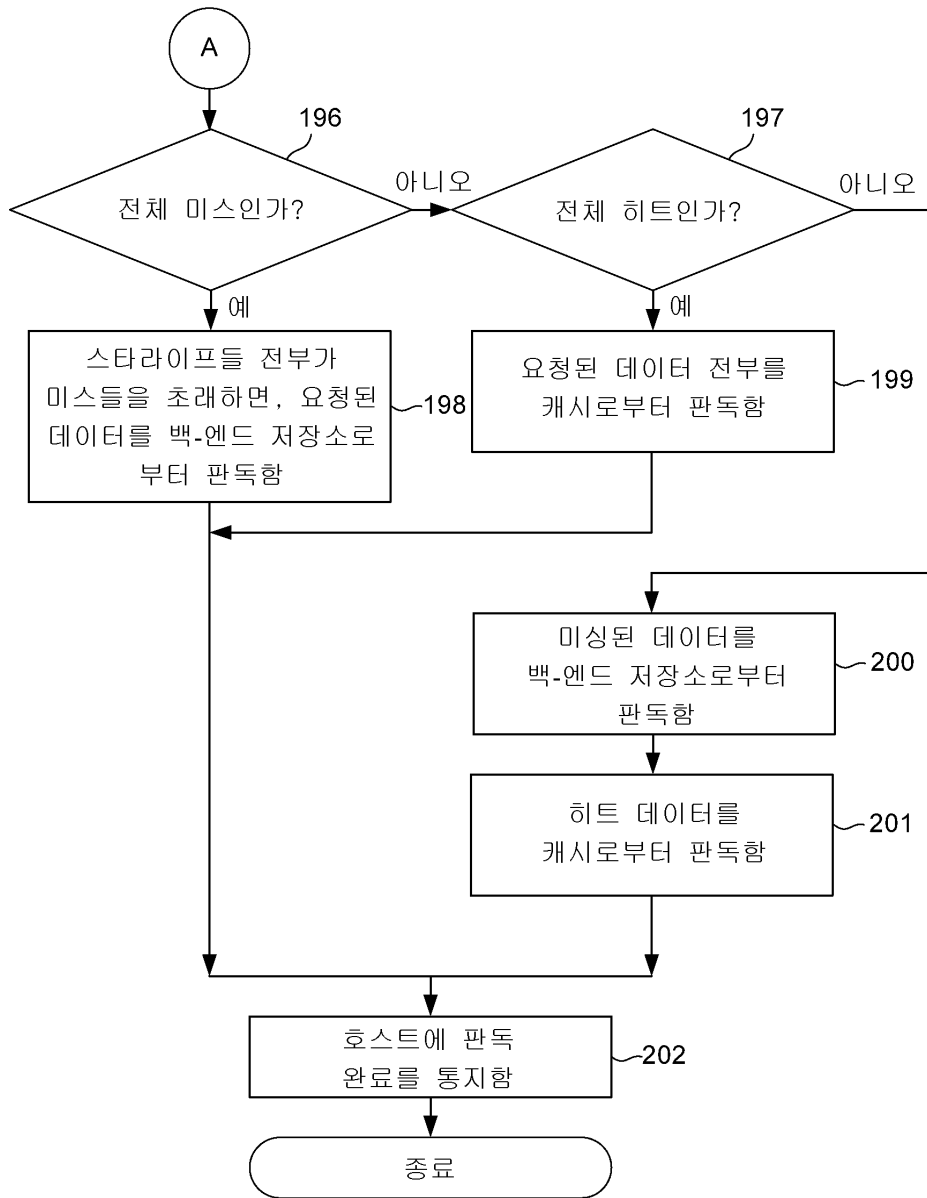 A
196
197
아니오
아니오
전체 미스인가?
전체 히트인가?
예
예
스타라이프들 전부가
미스들을 초래하면, 요청된
데이터를 백-엔드 저장소로
부터 판독함
198
요청된 데이터 전부를
캐시로부터 판독함
199
미싱된 데이터를
백-엔드 저장소로부터
판독함
200
히트 데이터를
캐시로부터 판독함
201
호스트에 판독
완료를 통지함
202
종료